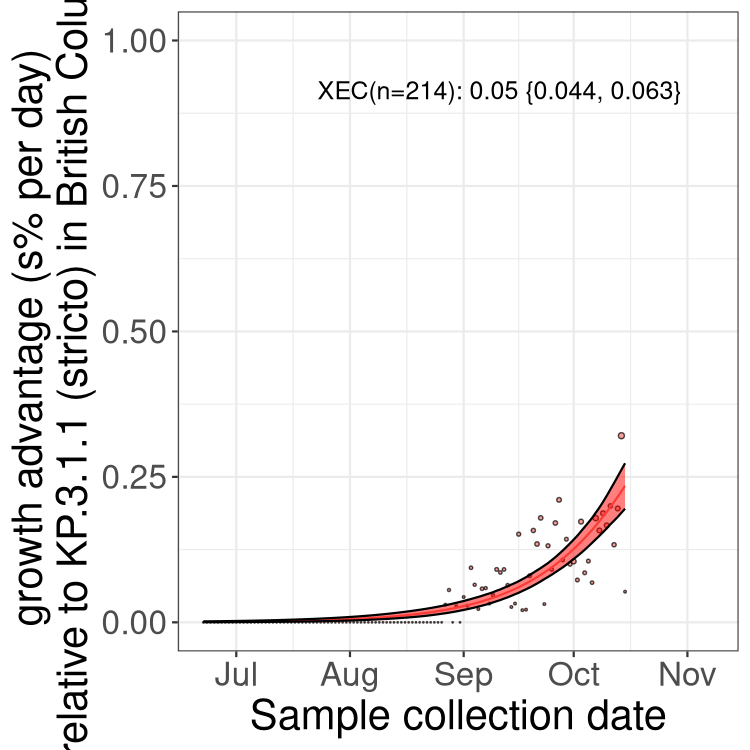 growth advantage (s% per day)
relative to KP.3.1.1 (stricto) in British
1.00
0.75
0.50
0.25
0.00
XEC(n=214): 0.05 {0.044, 0.063}
Jul Aug Sep Oct Nov
Sample collection date